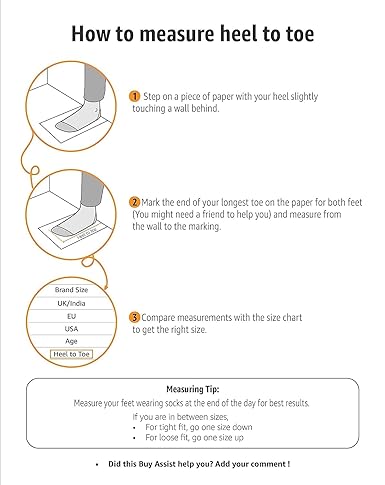 How to measure heel to toe
1 Step on a piece of paper with your heel slightly
touching a wall behind.
2 Mark the end of your longest toe on the paper for both feet
(You might need a friend to help you) and measure from
the wall to the marking.
Heel to Toe
Brand Size
UK/India
EU
USA
Age
Heel to Toe
3 Compare measurements with the size chart
to get the right size.
Measuring Tip:
Measure your feet wearing socks at the end of the day for best results.
If you are in between sizes,
• For tight fit, go one size down
• For loose fit, go one size up
• Did this Buy Assist help you? Add your comment !